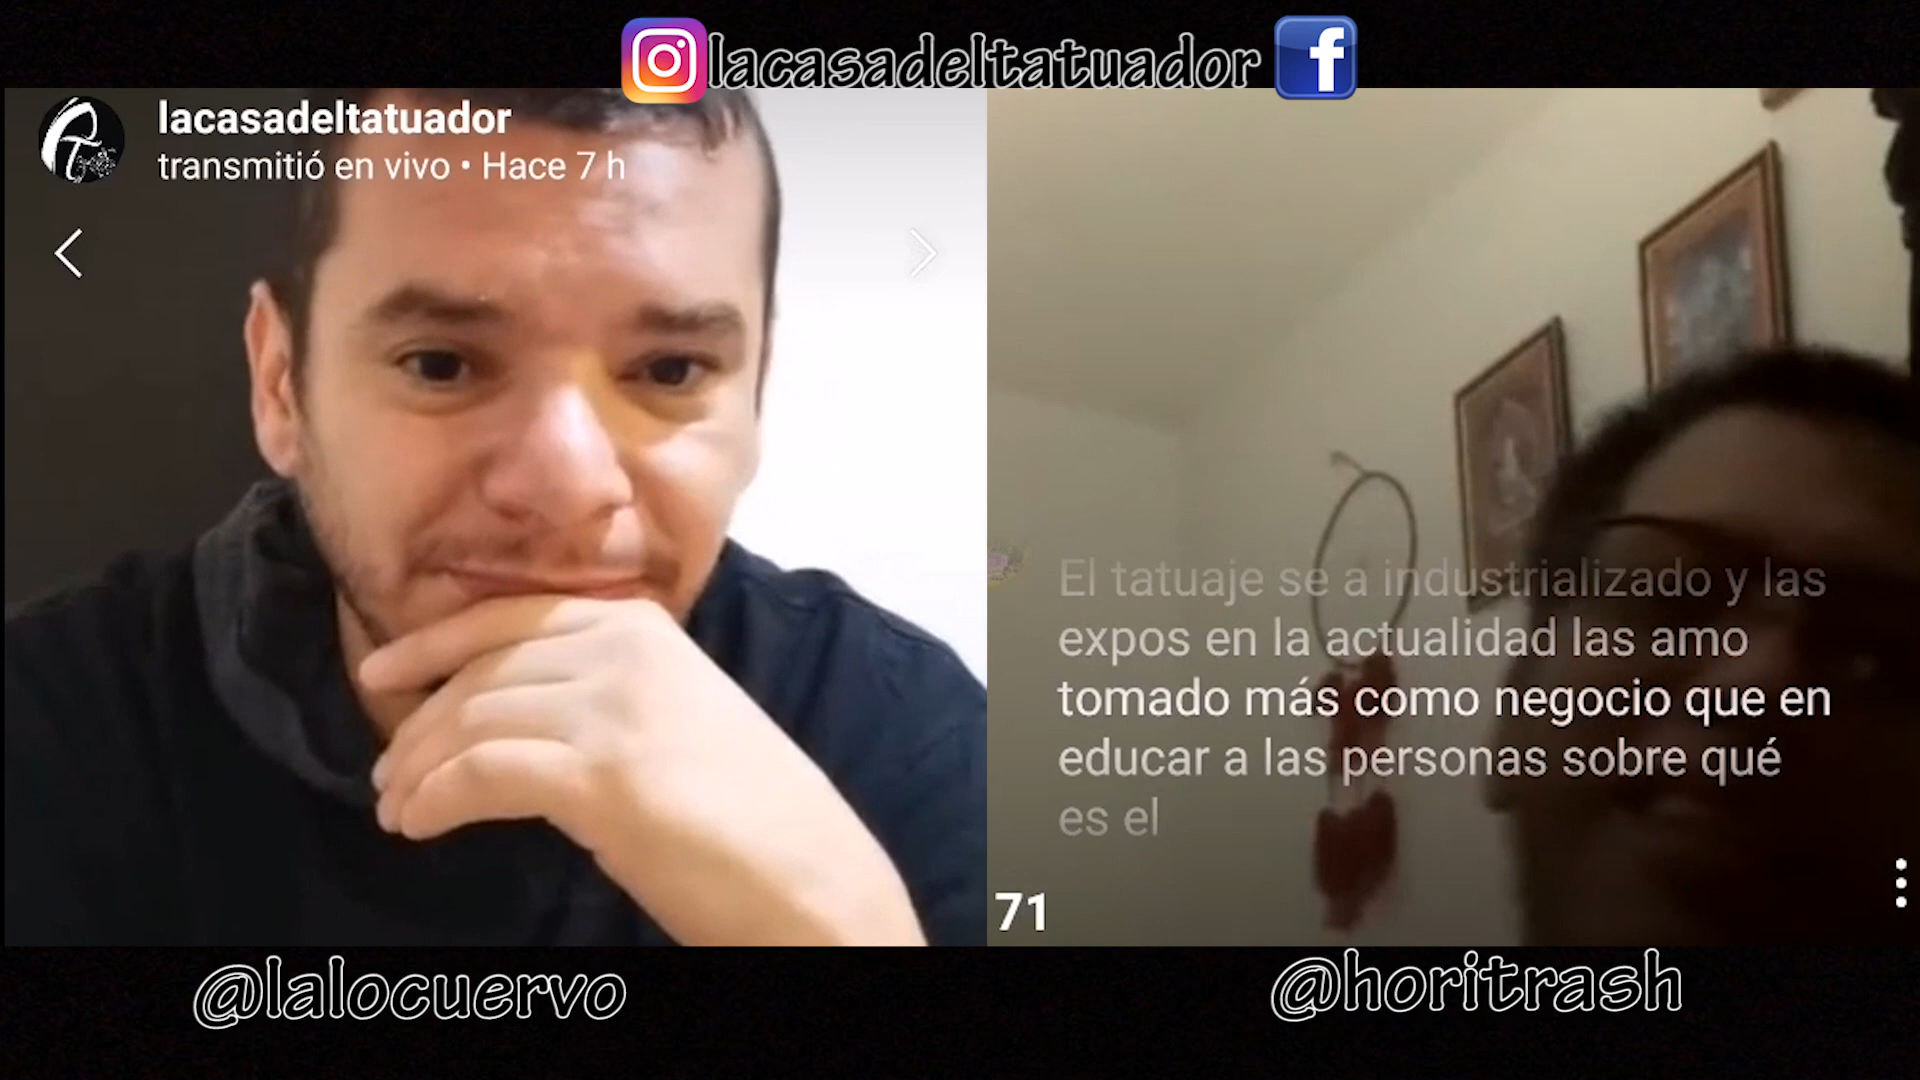 lacasadeltatuador
lacasadeltatuador
transmitió en vivo • Hace 7 h
El tatuaje se a industrializado y las
expos en la actualidad las amo
tomado más como negocio que en
educar a las personas sobre qué
es el
71
@lalocuervo
@horitrash